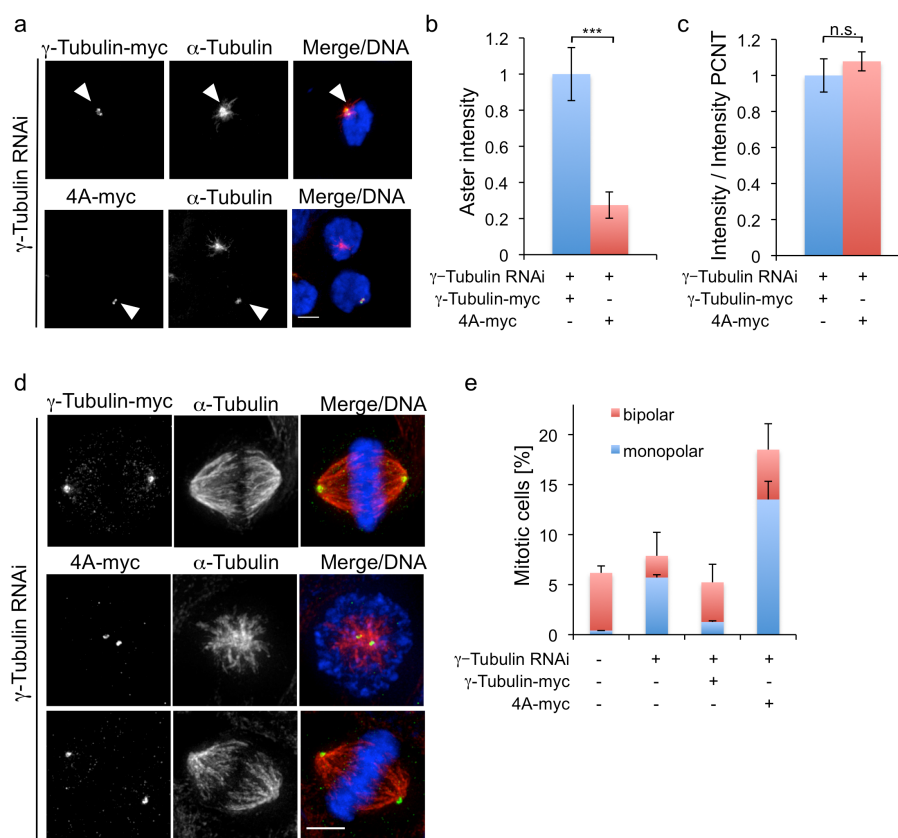 a
γ-Tubulin-myc α-Tubulin Merge/DNA
4A-myc α-Tubulin Merge/DNA
γ-Tubulin RNAi
b
Aster intensity
1.2
1
0.8
0.6
0.4
0.2
0
***
γ-Tubulin RNAi + +
γ-Tubulin-myc + -
4A-myc - +
c
Intensity / Intensity PCNT
1.2
1
0.8
0.6
0.4
0.2
0
n.s.
γ-Tubulin RNAi + +
γ-Tubulin-myc + -
4A-myc - +
d
γ-Tubulin-myc α-Tubulin Merge/DNA
4A-myc α-Tubulin Merge/DNA
γ-Tubulin RNAi
e
Mitotic cells [%]
20
15
10
5
0
bipolar
monopolar
γ-Tubulin RNAi - + + +
γ-Tubulin-myc - - + -
4A-myc - - - +